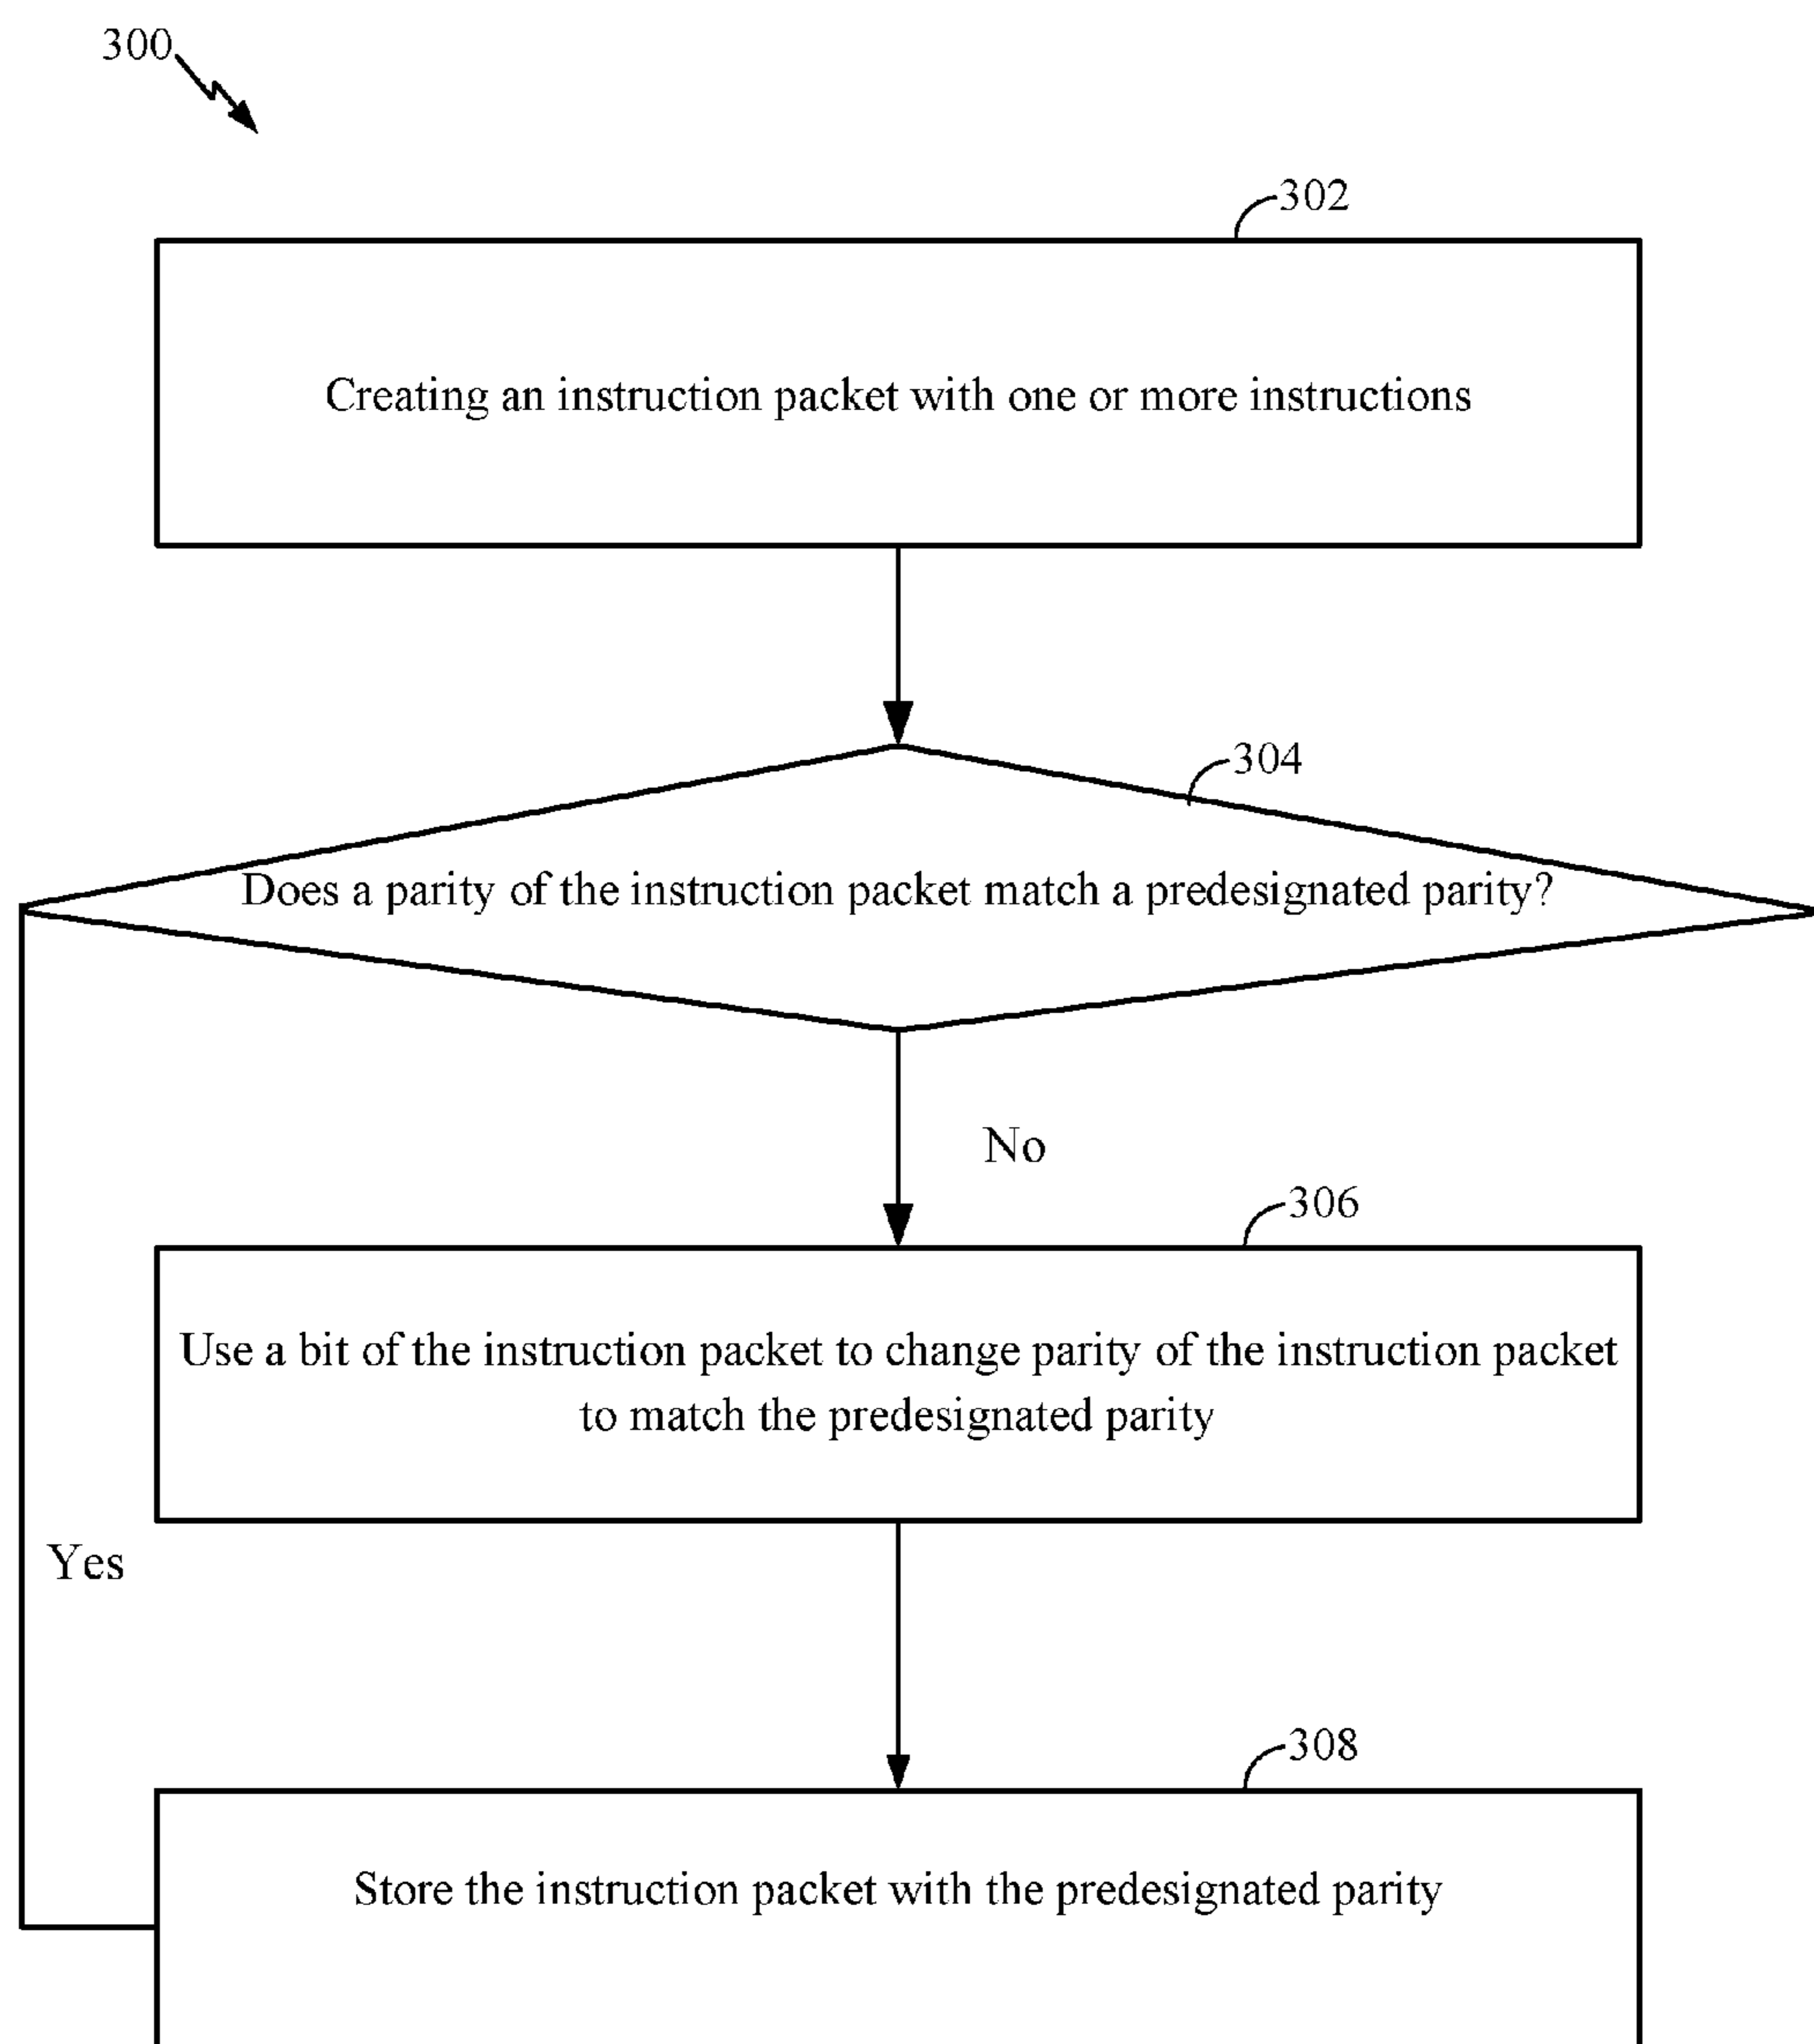 300
302
Creating an instruction packet with one or more instructions
304
Does a parity of the instruction packet match a predesignated parity?
No
306
Use a bit of the instruction packet to change parity of the instruction packet
to match the predesignated parity
Yes
308
Store the instruction packet with the predesignated parity